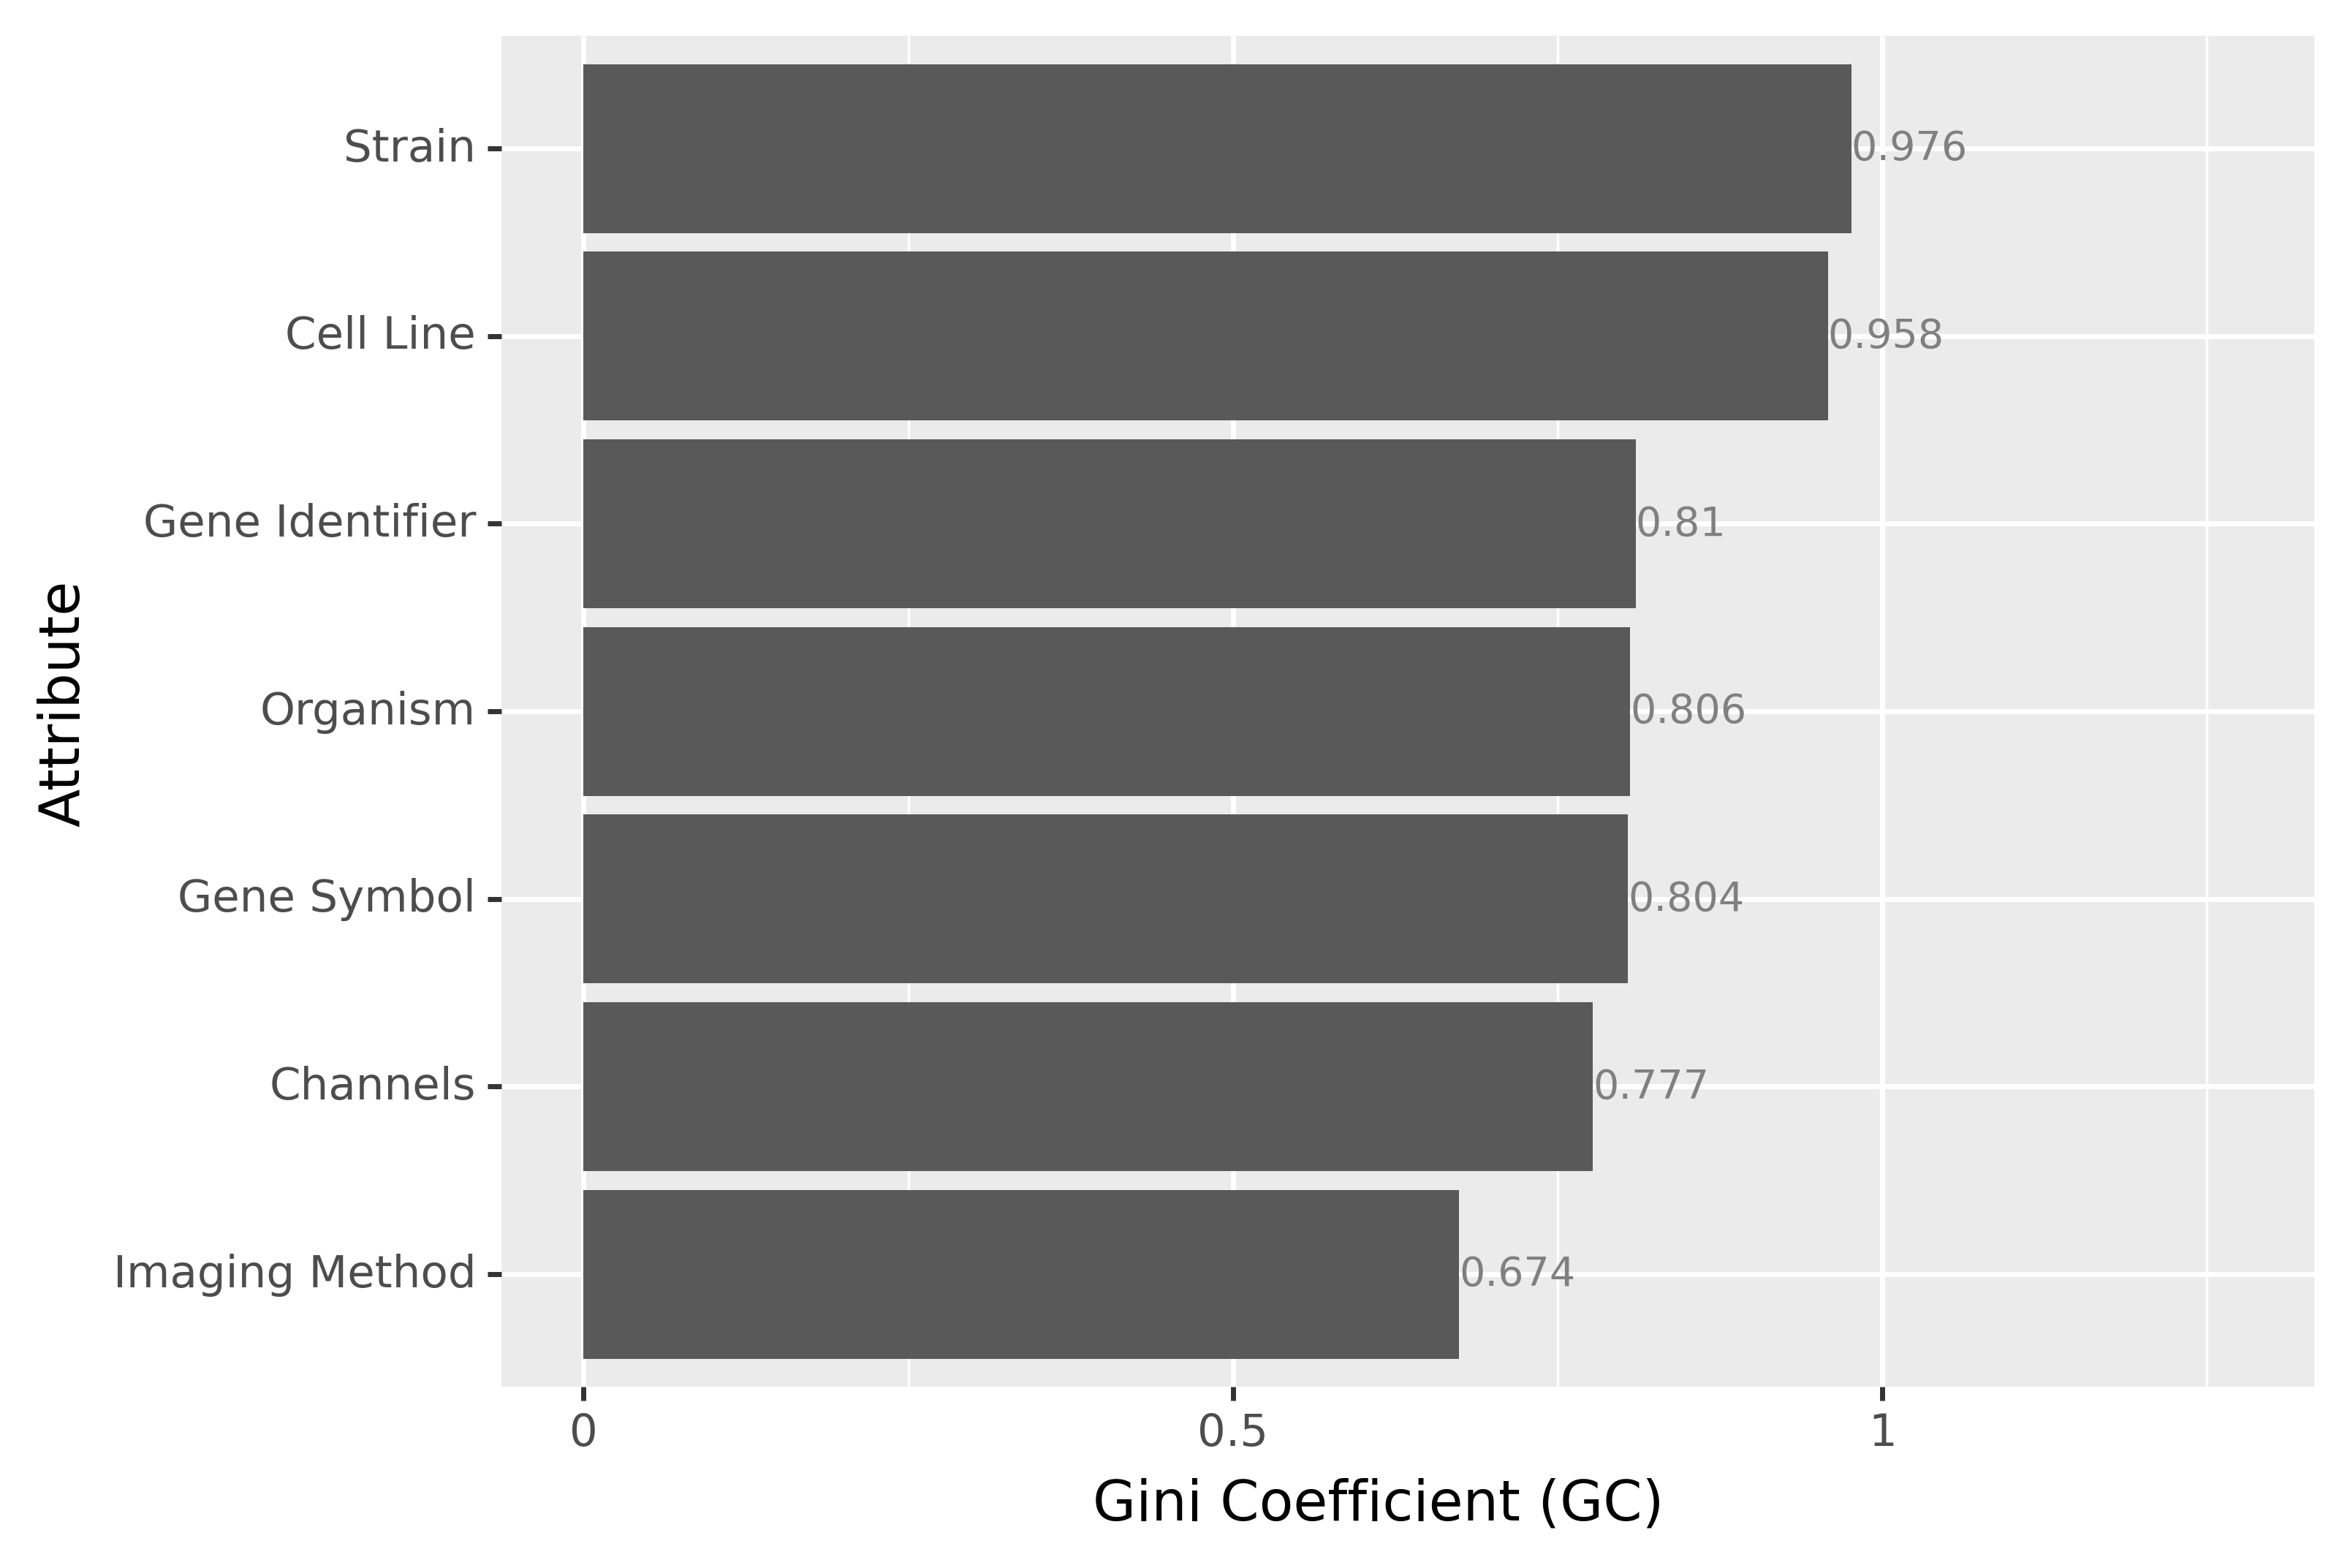 Strain
0.976
Cell Line
0.958
Gene Identifier
0.81
Organism
0.806
Gene Symbol
0.804
Channels
0.777
Imaging Method
0.674
Attribute
0
0.5
1
Gini Coefficient (GC)